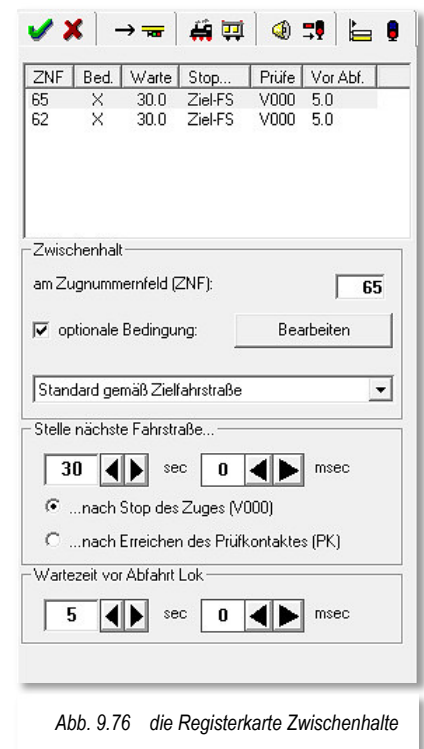 ZNF Bed. Warte Stop... Prüfe Vor Abf.
65 X 30.0 Ziel-FS V000 5.0
62 X 30.0 Ziel-FS V000 5.0
Zwischenhalt
am Zugnummernfeld (ZNF): 65
optionale Bedingung: Bearbeiten
Standard gemäß Zielfahrstraße
Stelle nächste Fahrstraße...
30 sec 0 msec
...nach Stop des Zuges (V000)
...nach Erreichen des Prüfkontaktes (PK)
Wartezeit vor Abfahrt Lok
5 sec 0 msec
Abb. 9.76 die Registerkarte Zwischenhalte